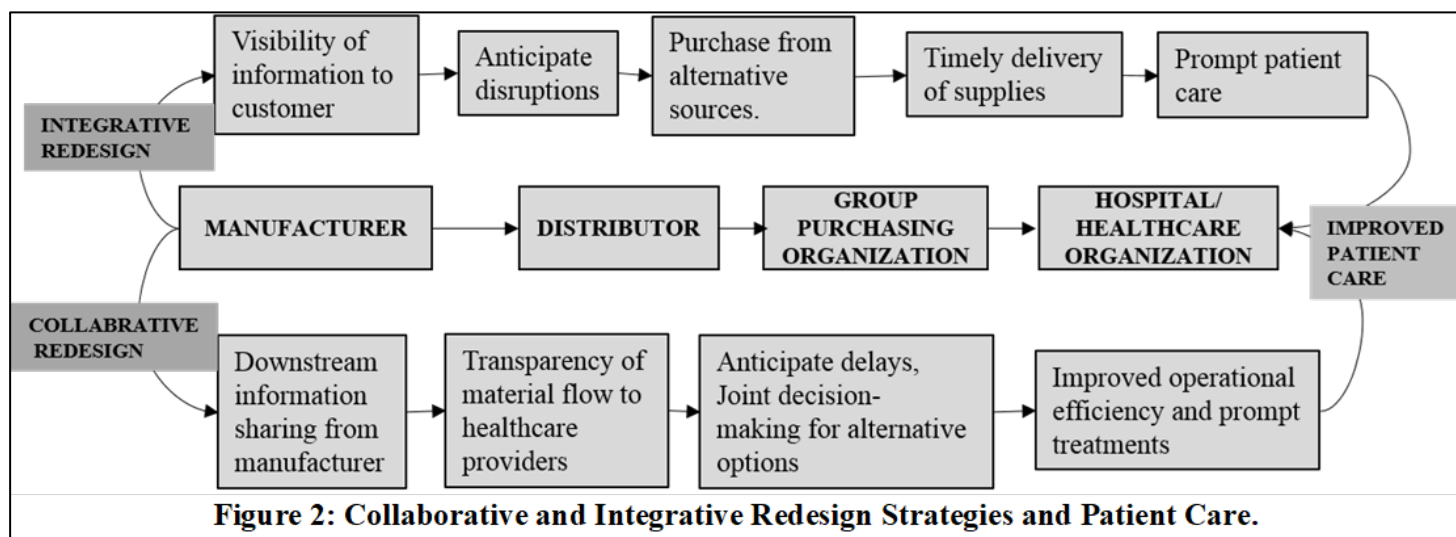 Visibility of
information to
customer
Anticipate
disruptions
Purchase from
alternative
sources.
Timely delivery
of supplies
Prompt patient
care
INTEGRATIVE
REDESIGN
MANUFACTURER
DISTRIBUTOR
GROUP
PURCHASING
ORGANIZATION
HOSPITAL/
HEALTHCARE
ORGANIZATION
IMPROVED
PATIENT
CARE
COLLABRATIVE
REDESIGN
Downstream
information
sharing from
manufacturer
Transparency of
material flow to
healthcare
providers
Anticipate delays,
Joint decision-
making for alternative
options
Improved operational
efficiency and prompt
treatments
Figure 2: Collaborative and Integrative Redesign Strategies and Patient Care.